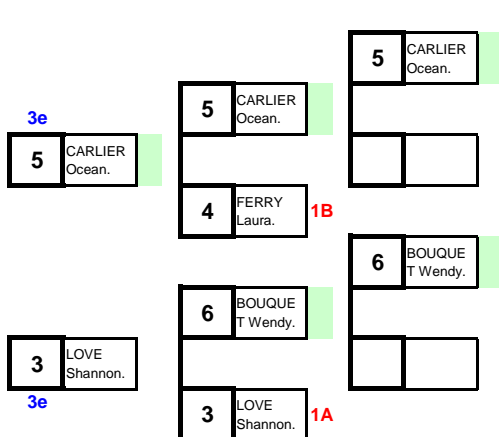 3e
5
CARLIER
Ocean.
3
LOVE
Shannon.
3e
5
CARLIER
Ocean.
4
FERRY
Laura.
1B
6
BOUQUE
T Wendy.
3
LOVE
Shannon.
1A
5
CARLIER
Ocean.
6
BOUQUE
T Wendy.